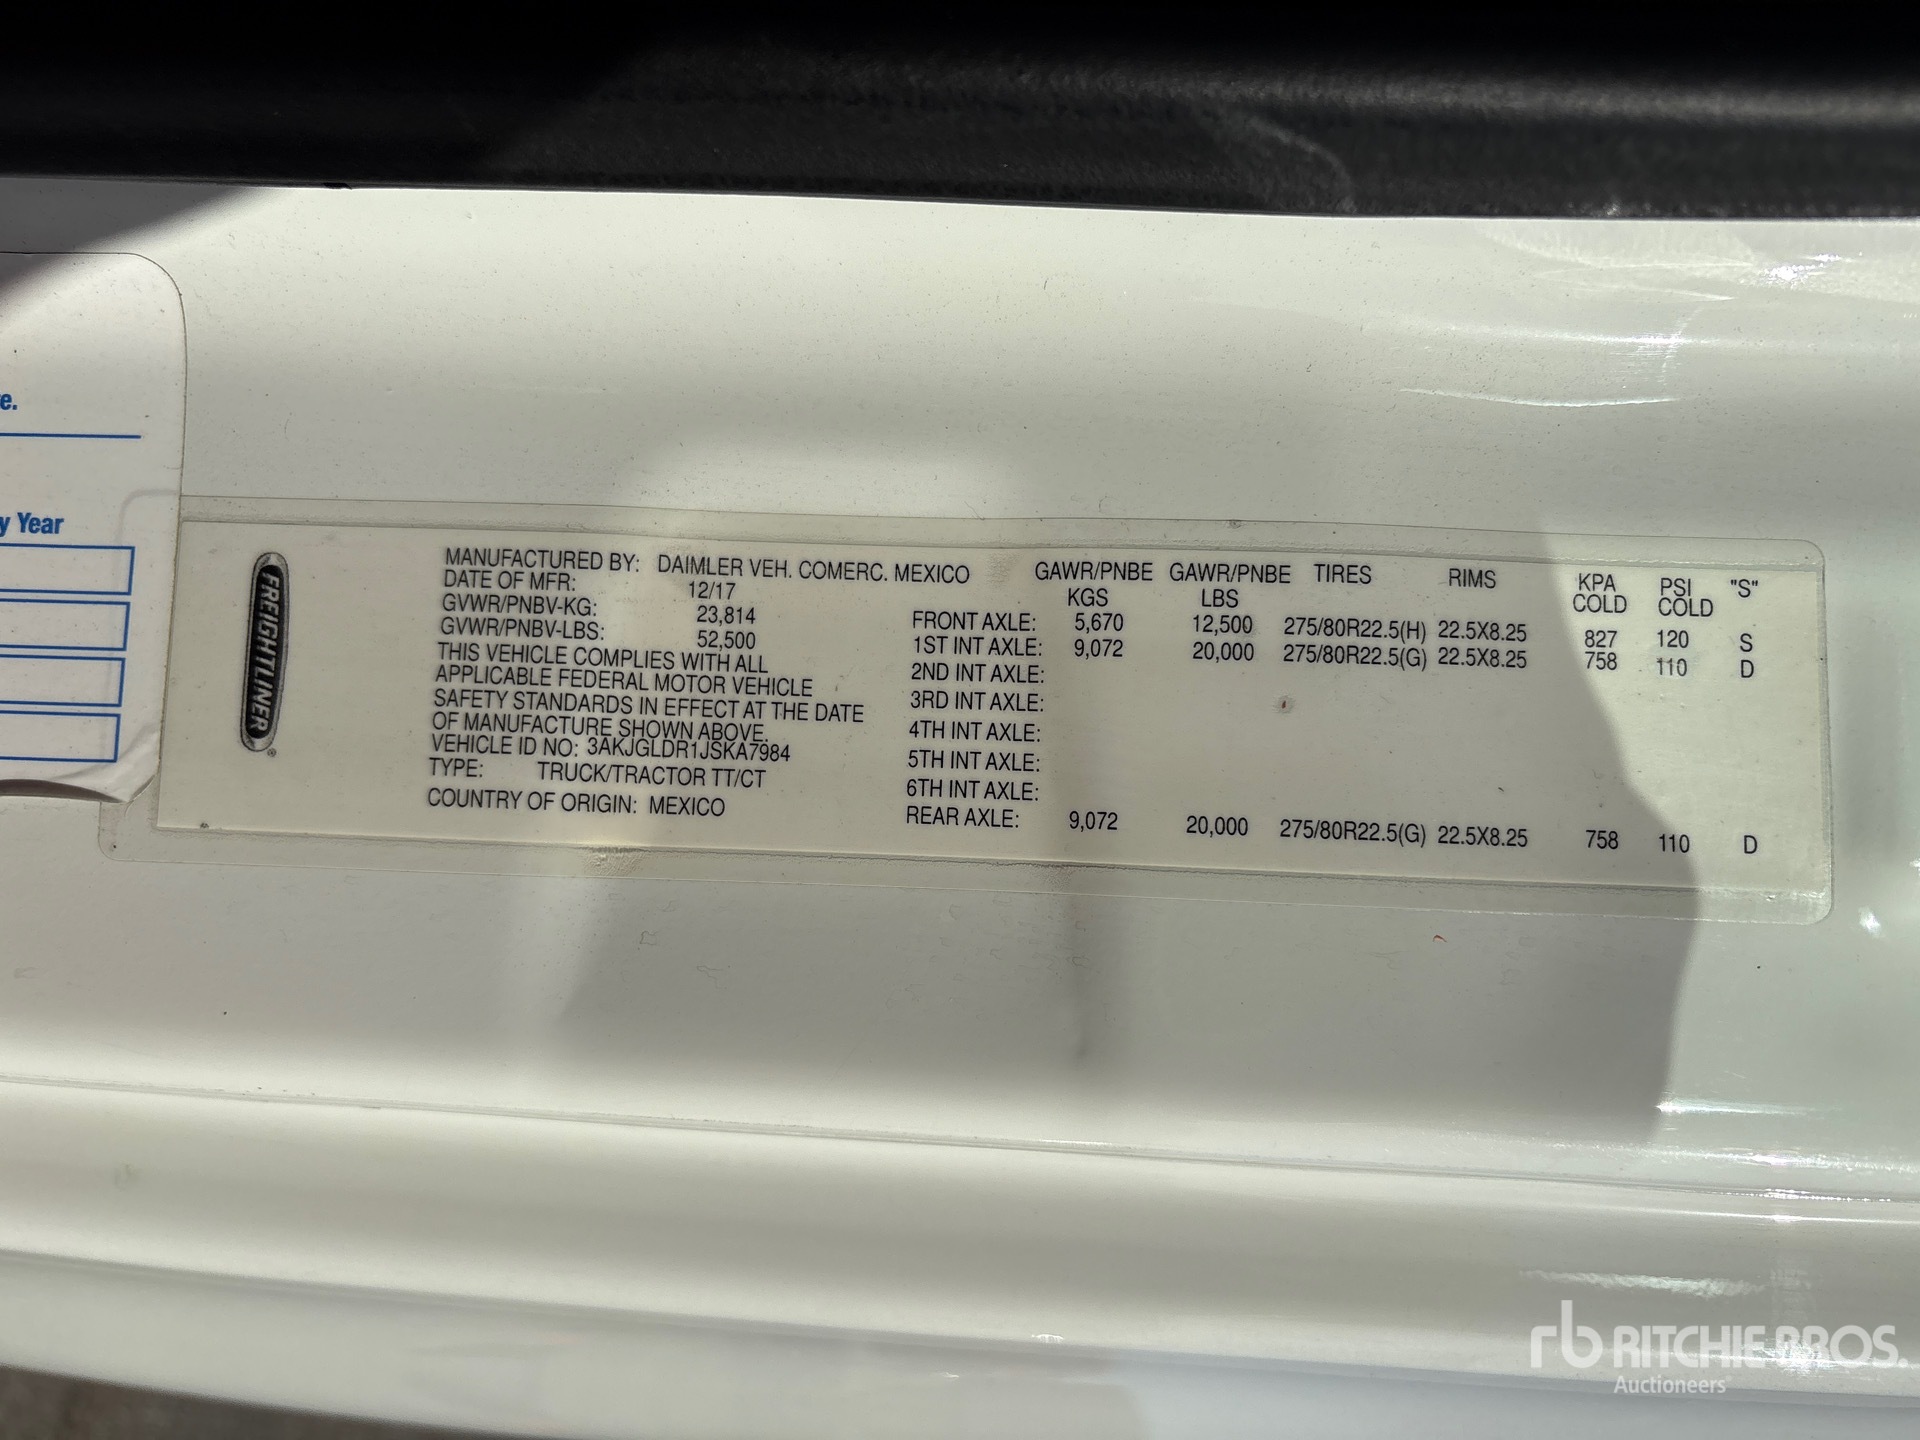 e.
y Year
FREIGHTLINER®
MANUFACTURED BY: DAIMLER VEH. COMERC. MEXICO
DATE OF MFR: 12/17
GVWR/PNBV-KG: 23,814
GVWR/PNBV-LBS: 52,500
THIS VEHICLE COMPLIES WITH ALL
APPLICABLE FEDERAL MOTOR VEHICLE
SAFETY STANDARDS IN EFFECT AT THE DATE
OF MANUFACTURE SHOWN ABOVE.
VEHICLE ID NO: 3AKJGLDR1JSKA7984
TYPE: TRUCK/TRACTOR TT/CT
COUNTRY OF ORIGIN: MEXICO
GAWR/PNBE GAWR/PNBE TIRES RIMS KPA PSI "S"
KGS LBS COLD COLD
FRONT AXLE: 5,670 12,500 275/80R22.5(H) 22.5X8.25 827 120 S
1ST INT AXLE: 9,072 20,000 275/80R22.5(G) 22.5X8.25 758 110 D
2ND INT AXLE:
3RD INT AXLE:
4TH INT AXLE:
5TH INT AXLE:
6TH INT AXLE:
REAR AXLE: 9,072 20,000 275/80R22.5(G) 22.5X8.25 758 110 D
rb RITCHIE BROS.
Auctioneers